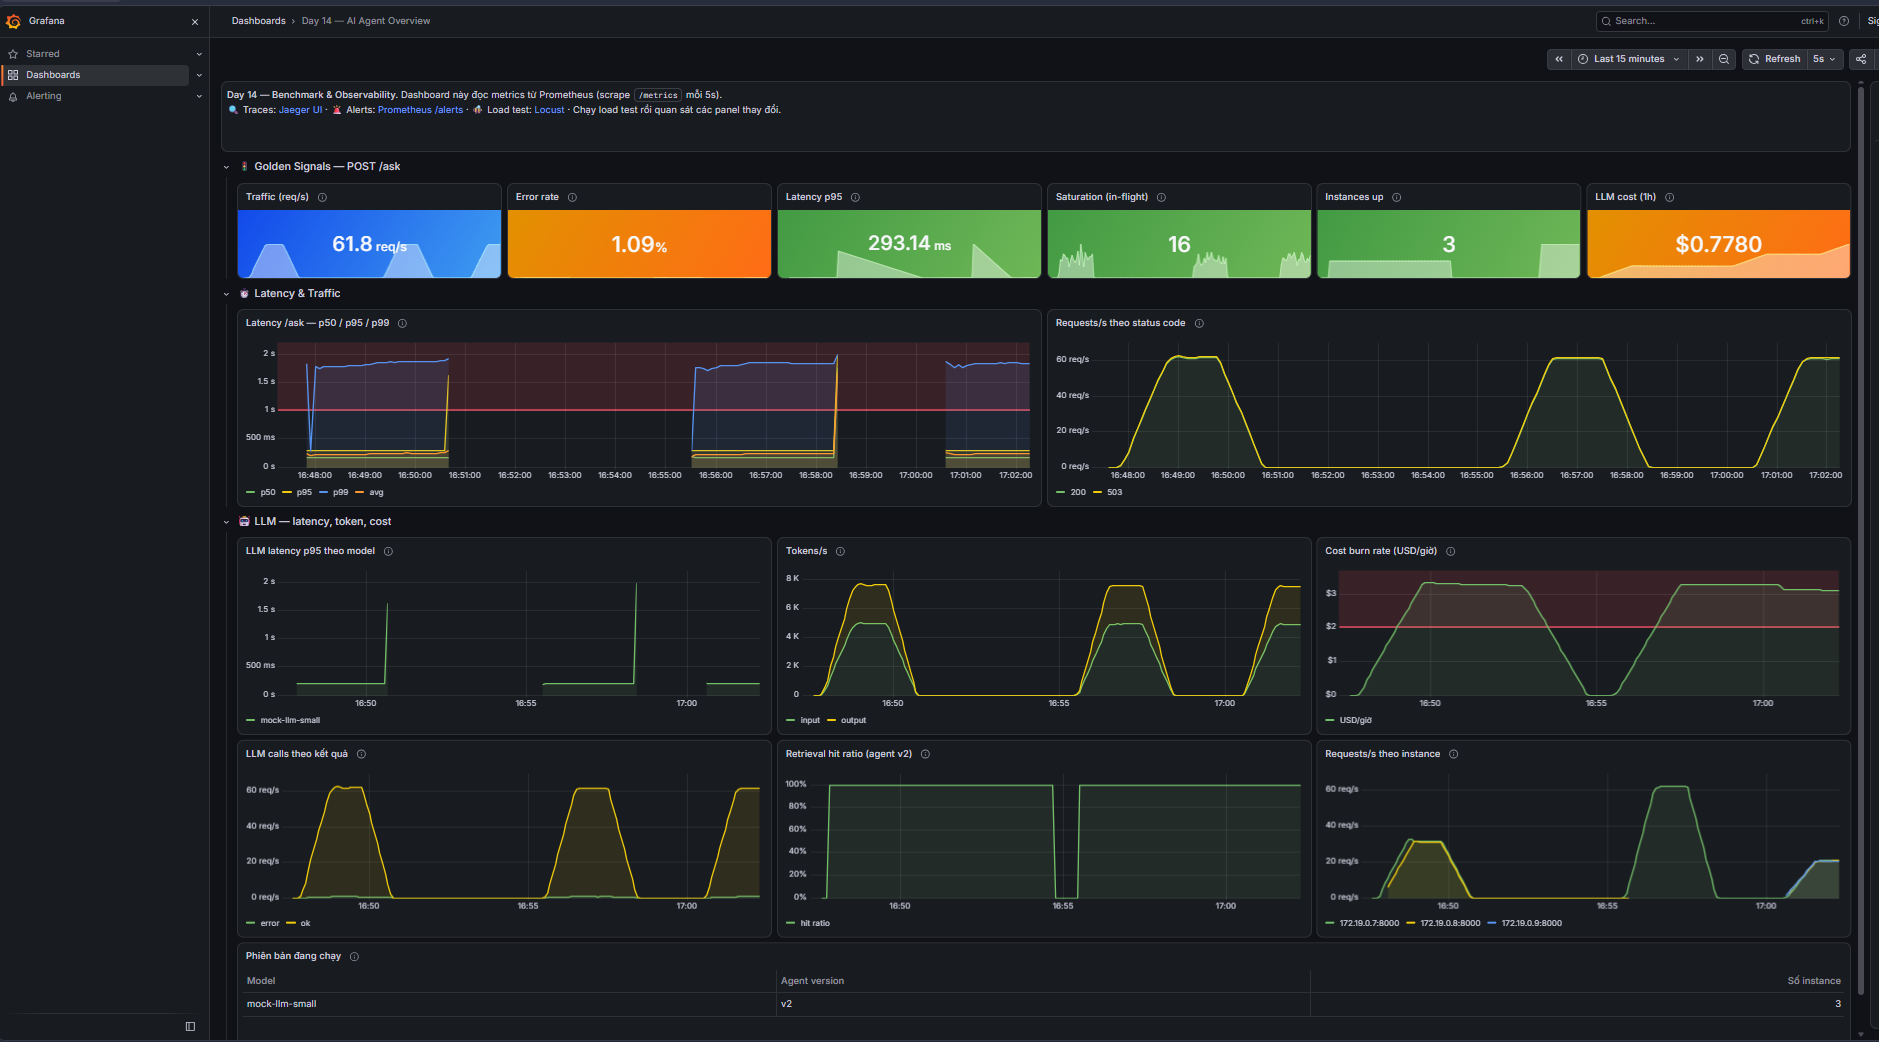 Grafana
Dashboards › Day 14 — AI Agent Overview
Search...
ctrl+k
Starred
Dashboards
Alerting
Last 15 minutes
Refresh
5s
Day 14 — Benchmark & Observability. Dashboard này đọc metrics từ Prometheus (scrape /metrics mỗi 5s).
Traces: Jaeger UI · Alerts: Prometheus /alerts · Load test: Locust · Chạy load test rồi quan sát các panel thay đổi.
Golden Signals — POST /ask
Traffic (req/s)
61.8 req/s
Error rate
1.09%
Latency p95
293.14 ms
Saturation (in-flight)
16
Instances up
3
LLM cost (1h)
$0.7780
Latency & Traffic
Latency /ask — p50 / p95 / p99
2 s
1.5 s
1 s
500 ms
0 s
16:48:00 16:49:00 16:50:00 16:51:00 16:52:00 16:53:00 16:54:00 16:55:00 16:56:00 16:57:00 16:58:00 16:59:00 17:00:00 17:01:00 17:02:00
p50 p95 p99 avg
Requests/s theo status code
60 req/s
40 req/s
20 req/s
0 req/s
16:48:00 16:49:00 16:50:00 16:51:00 16:52:00 16:53:00 16:54:00 16:55:00 16:56:00 16:57:00 16:58:00 16:59:00 17:00:00 17:01:00 17:02:00
200 503
LLM — latency, token, cost
LLM latency p95 theo model
2 s
1.5 s
1 s
500 ms
0 s
16:50 16:55 17:00
mock-llm-small
Tokens/s
8 K
6 K
4 K
2 K
0
16:50 16:55 17:00
input output
Cost burn rate (USD/giờ)
$3
$2
$1
$0
16:50 16:55 17:00
USD/giờ
LLM calls theo kết quả
60 req/s
40 req/s
20 req/s
0 req/s
16:50 16:55 17:00
error ok
Retrieval hit ratio (agent v2)
100%
80%
60%
40%
20%
0%
16:50 16:55 17:00
hit ratio
Requests/s theo instance
60 req/s
40 req/s
20 req/s
0 req/s
16:50 16:55 17:00
172.19.0.7:8000 172.19.0.8:8000 172.19.0.9:8000
Phiên bản đang chạy
Model Agent version Số instance
mock-llm-small v2 3